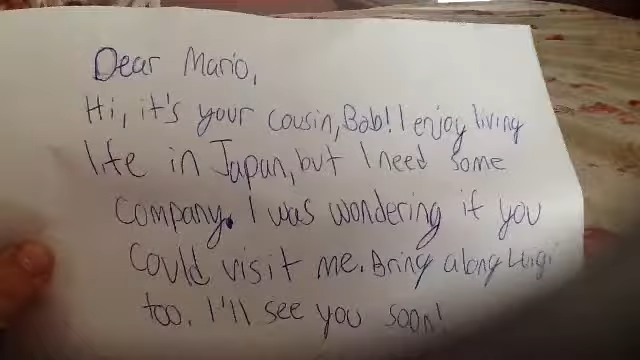 Dear Mario,
Hi, it's your cousin, Bob! I enjoy living
life in Japan, but I need some
company. I was wondering if you
could visit me. Bring along Luigi
too. I'll see you soon!